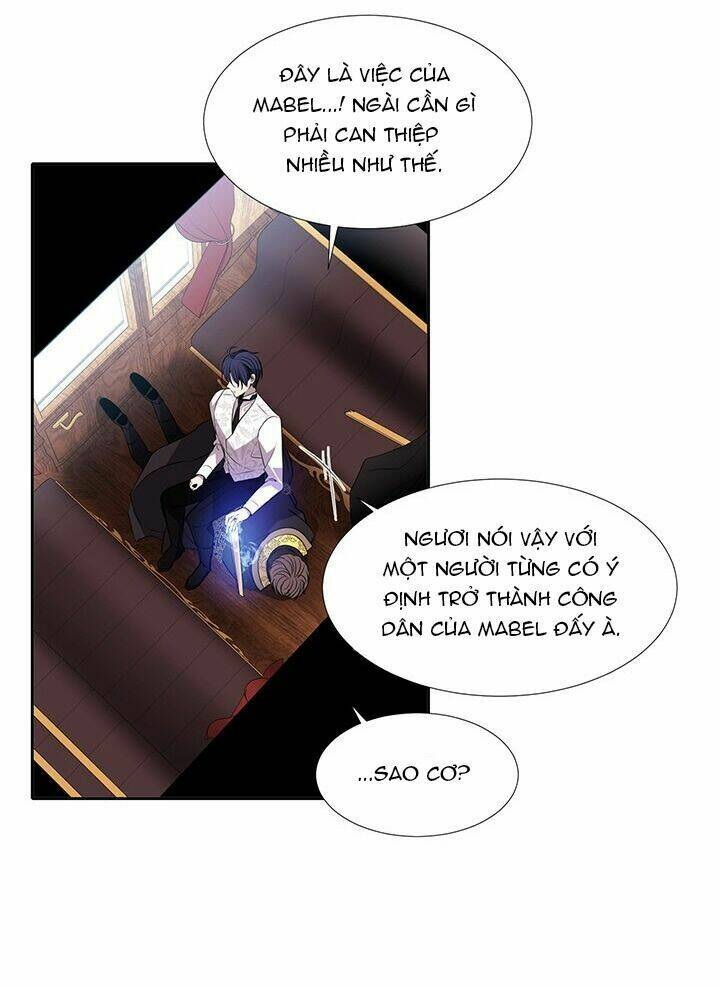 ĐÂY LÀ VIỆC CỦA
MABEL...! NGÀI CẦN GÌ
PHẢI CAN THIỆP
NHIỀU NHƯ THẾ.
NGƯƠI NÓI VẬY VỚI
MỘT NGƯỜI TỪNG CÓ Ý
ĐỊNH TRỞ THÀNH CÔNG
DÂN CỦA MABEL ĐẤY À.
...SAO CƠ?